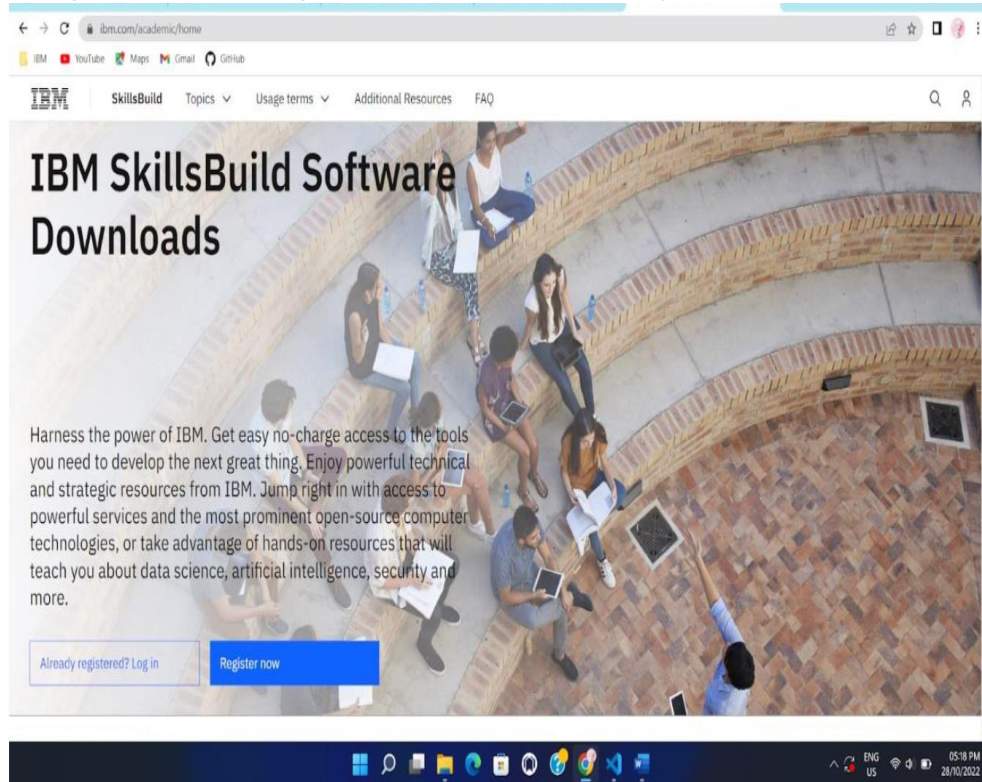 ibm.com/academic/home
IBM YouTube Maps Gmail GitHub
IBM SkillsBuild Topics Usage terms Additional Resources FAQ
IBM SkillsBuild Software
Downloads
Harness the power of IBM. Get easy no-charge access to the tools
you need to develop the next great thing. Enjoy powerful technical
and strategic resources from IBM. Jump right in with access to
powerful services and the most prominent open-source computer
technologies, or take advantage of hands-on resources that will
teach you about data science, artificial intelligence, security and
more.
Already registered? Log in Register now
ENG 05:18 PM
US 28/10/2022